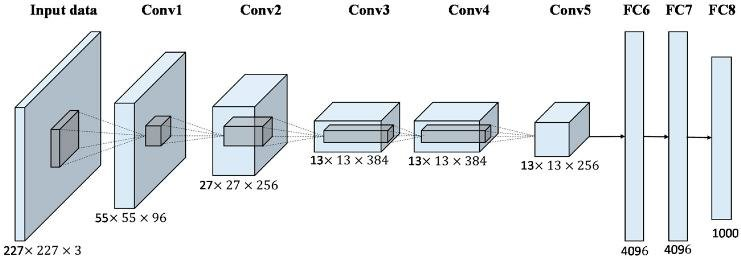 Input data Conv1 Conv2 Conv3 Conv4 Conv5 FC6 FC7 FC8
13× 13 × 384 13× 13 × 384 13× 13 × 256
27× 27 × 256
55× 55 × 96
1000
227× 227 × 3 4096 4096